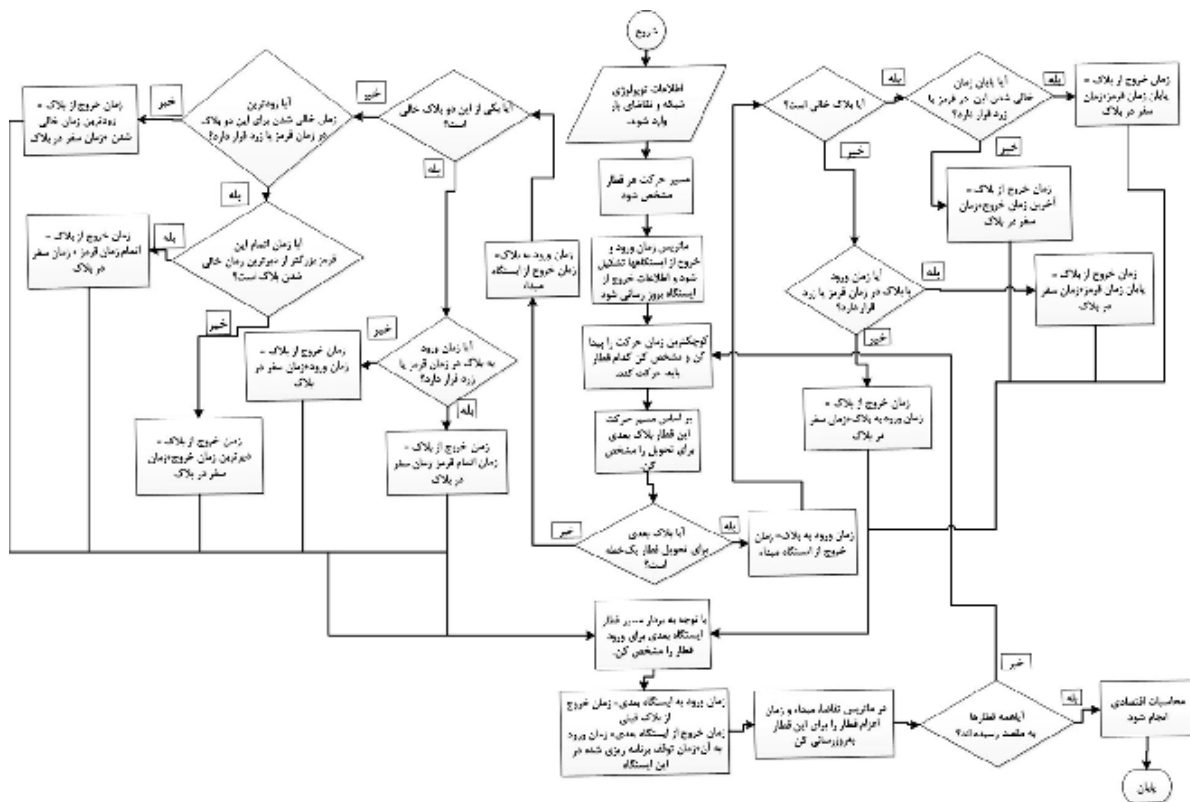 شروع
اطلاعات توپولوژی
شبکه و تقاضای بار
وارد شود.
مسیر حرکت هر قطار
مشخص شود
ماتریس زمان ورود و
خروج از ایستگاهها تشکیل
شود و اطلاعات خروج از
ایستگاه بروز رسانی شود
کوچکترین زمان حرکت را پیدا
کن و مشخص کن کدام قطار
باید حرکت کند.
بر اساس مسیر حرکت
این قطار بلاک بعدی
برای تحویل را مشخص
کن.
آیا بلاک بعدی
برای تحویل قطار یک‌خطه
است؟
بله
زمان ورود به بلاک=زمان
خروج از ایستگاه مبداء
آیا بلاک خالی است؟
بله
آیا پایان زمان
خالی شدن این در قرمز یا
زرد قرار دارد؟
بله
زمان خروج از بلاک =
پایان زمان قرمز+زمان
سفر در بلاک
خیر
زمان خروج از بلاک =
آخرین زمان خروج+زمان
سفر در بلاک
خیر
آیا زمان ورود
با بلاک در زمان قرمز یا زرد
قرار دارد؟
بله
زمان خروج از بلاک =
پایان زمان قرمز+زمان سفر
در بلاک
خیر
زمان خروج از بلاک =
زمان ورود به بلاک+زمان سفر
در بلاک
خیر
زمان ورود به بلاک=
زمان خروج از ایستگاه
مبداء
آیا یکی از این دو بلاک خالی
است؟
خیر
آیا زودترین
زمان خالی شدن برای این دو بلاک
در زمان قرمز یا زرد قرار دارد؟
خیر
زمان خروج از بلاک =
زودترین زمان خالی
شدن +زمان سفر در بلاک
بله
آیا زمان اتمام این
قرمز بزرگتر از دیرترین زمان خالی
شدن بلاک است؟
بله
زمان خروج از بلاک =
اتمام زمان قرمز + زمان سفر
در بلاک
خیر
زمن خروج از بلاک =
دیرترین زمان خروج+زمان
سفر در بلاک
بله
آیا زمان ورود
به بلاک در زمان قرمز یا
زرد قرار دارد؟
خیر
زمان خروج از بلاک =
زمان ورود+زمان سفر در
بلاک
بله
زمن خروج از بلاک =
زمان اتمام قرمز زمان سفر
در بلاک
با توجه به بردار مسیر قطار
ایستگاه بعدی برای ورود
قطار را مشخص کن.
زمان ورود به ایستگاه بعدی= زمان خروج
از بلاک قبلی
زمان خروج از ایستگاه بعدی= زمان ورود
به آن+زمان توقف برنامه ریزی شده در
این ایستگاه
در ماتریس تقاضا، مبداء و زمان
اعزام قطار را برای این قطار
به‌روزرسانی کن
آیاهمه قطارها
به مقصد رسیده اند؟
خیر
بله
محاسبات اقتصادی
انجام شود
پایان